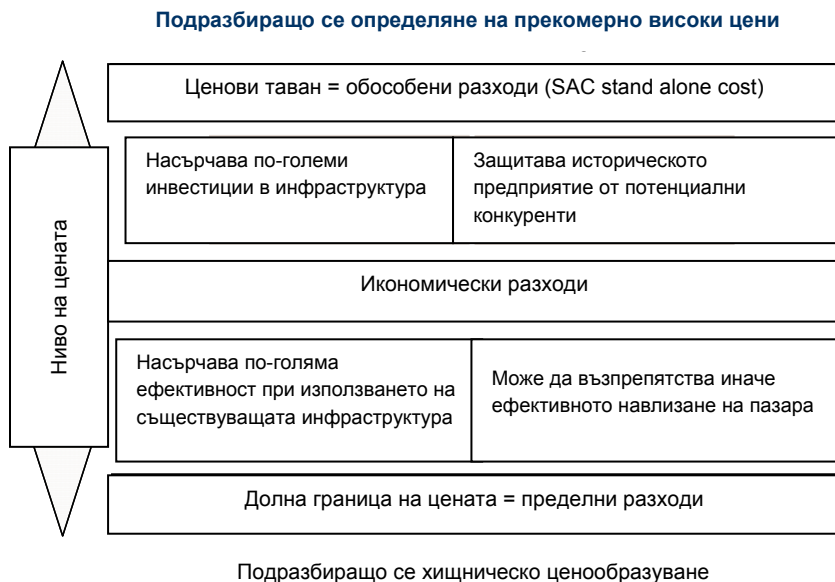 Подразбиращо се определяне на прекомерно високи цени
Ценови таван = обособени разходи (SAC stand alone cost)
Насърчава по-големи
инвестиции в инфраструктура
Защитава историческото
предприятие от потенциални
конкуренти
Ниво на цената
Икономически разходи
Насърчава по-голяма
ефективност при използването на
съществуващата инфраструктура
Може да възпрепятства иначе
ефективното навлизане на пазара
Долна граница на цената = пределни разходи
Подразбиращо се хищническо ценообразуване